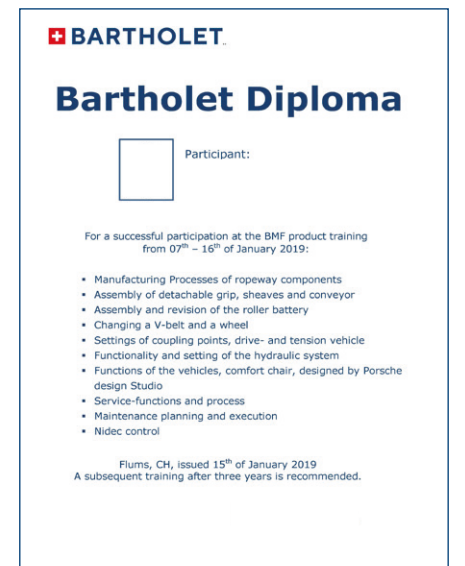 BARTHOLET
Bartholet Diploma
Participant:
For a successful participation at the BMF product training
from 07th – 16th of January 2019:
▪ Manufacturing Processes of ropeway components
▪ Assembly of detachable grip, sheaves and conveyor
▪ Assembly and revision of the roller battery
▪ Changing a V-belt and a wheel
▪ Settings of coupling points, drive- and tension vehicle
▪ Functionality and setting of the hydraulic system
▪ Functions of the vehicles, comfort chair, designed by Porsche
design Studio
▪ Service-functions and process
▪ Maintenance planning and execution
▪ Nidec control
Flums, CH, issued 15th of January 2019
A subsequent training after three years is recommended.